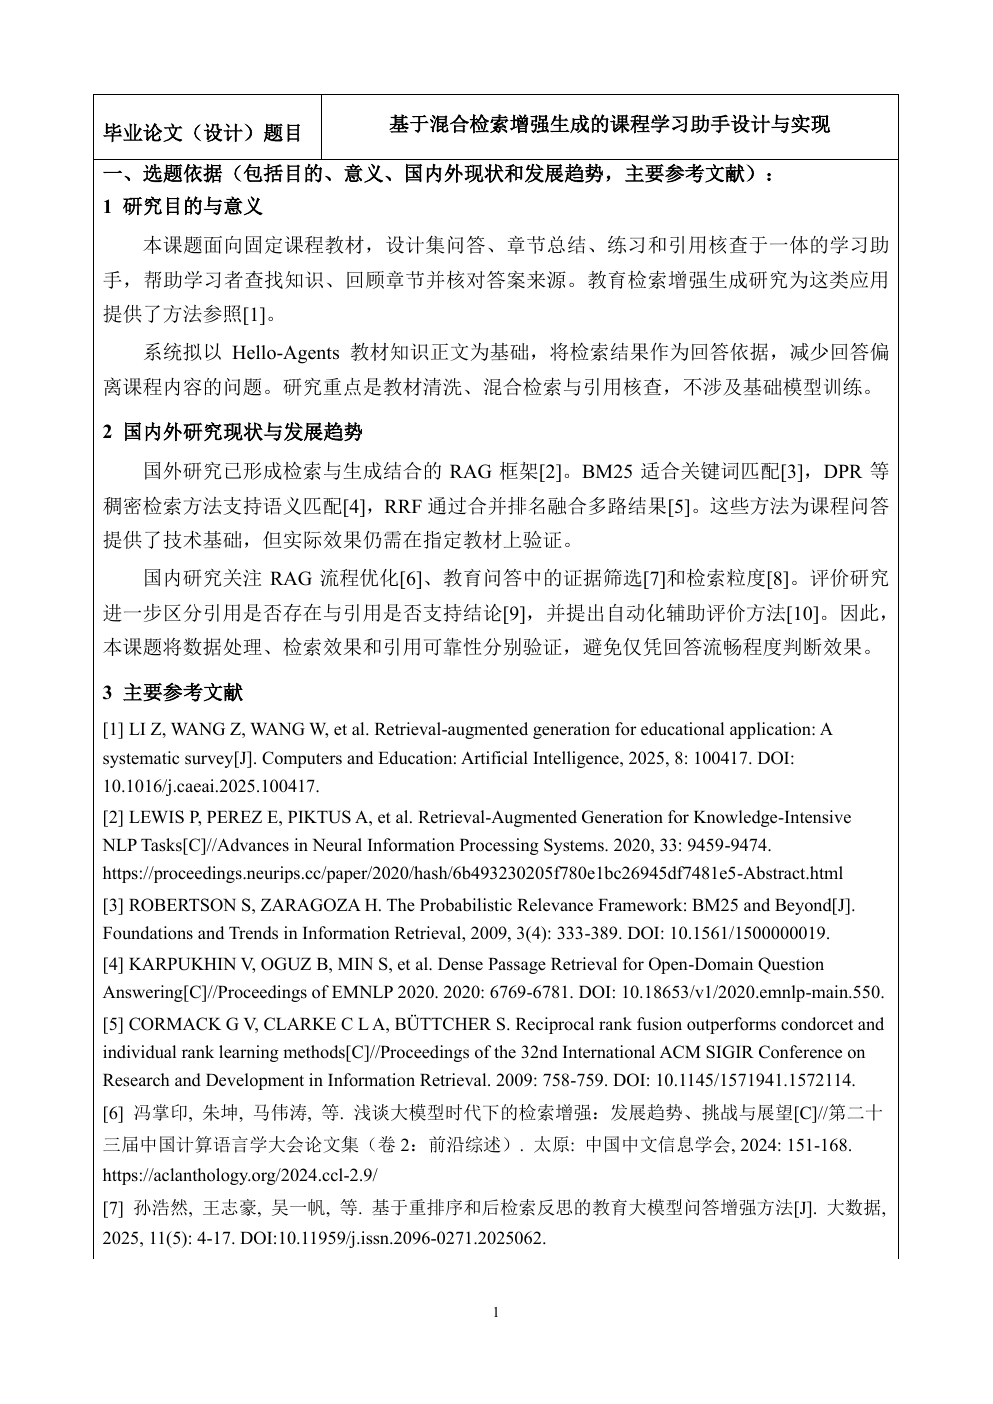 毕业论文（设计）题目
基于混合检索增强生成的课程学习助手设计与实现
一、选题依据（包括目的、意义、国内外现状和发展趋势，主要参考文献）：
1 研究目的与意义
本课题面向固定课程教材，设计集问答、章节总结、练习和引用核查于一体的学习助
手，帮助学习者查找知识、回顾章节并核对答案来源。教育检索增强生成研究为这类应用
提供了方法参照[1]。
系统拟以 Hello-Agents 教材知识正文为基础，将检索结果作为回答依据，减少回答偏
离课程内容的问题。研究重点是教材清洗、混合检索与引用核查，不涉及基础模型训练。
2 国内外研究现状与发展趋势
国外研究已形成检索与生成结合的 RAG 框架[2]。BM25 适合关键词匹配[3]，DPR 等
稠密检索方法支持语义匹配[4]，RRF 通过合并排名融合多路结果[5]。这些方法为课程问答
提供了技术基础，但实际效果仍需在指定教材上验证。
国内研究关注 RAG 流程优化[6]、教育问答中的证据筛选[7]和检索粒度[8]。评价研究
进一步区分引用是否存在与引用是否支持结论[9]，并提出自动化辅助评价方法[10]。因此，
本课题将数据处理、检索效果和引用可靠性分别验证，避免仅凭回答流畅程度判断效果。
3 主要参考文献
[1] LI Z, WANG Z, WANG W, et al. Retrieval-augmented generation for educational application: A
systematic survey[J]. Computers and Education: Artificial Intelligence, 2025, 8: 100417. DOI:
10.1016/j.caeai.2025.100417.
[2] LEWIS P, PEREZ E, PIKTUS A, et al. Retrieval-Augmented Generation for Knowledge-Intensive
NLP Tasks[C]//Advances in Neural Information Processing Systems. 2020, 33: 9459-9474.
https://proceedings.neurips.cc/paper/2020/hash/6b493230205f780e1bc26945df7481e5-Abstract.html
[3] ROBERTSON S, ZARAGOZA H. The Probabilistic Relevance Framework: BM25 and Beyond[J].
Foundations and Trends in Information Retrieval, 2009, 3(4): 333-389. DOI: 10.1561/1500000019.
[4] KARPUKHIN V, OGUZ B, MIN S, et al. Dense Passage Retrieval for Open-Domain Question
Answering[C]//Proceedings of EMNLP 2020. 2020: 6769-6781. DOI: 10.18653/v1/2020.emnlp-main.550.
[5] CORMACK G V, CLARKE C L A, BÜTTCHER S. Reciprocal rank fusion outperforms condorcet and
individual rank learning methods[C]//Proceedings of the 32nd International ACM SIGIR Conference on
Research and Development in Information Retrieval. 2009: 758-759. DOI: 10.1145/1571941.1572114.
[6] 冯掌印, 朱坤, 马伟涛, 等. 浅谈大模型时代下的检索增强：发展趋势、挑战与展望[C]//第二十
三届中国计算语言学大会论文集（卷 2：前沿综述）. 太原: 中国中文信息学会, 2024: 151-168.
https://aclanthology.org/2024.ccl-2.9/
[7] 孙浩然, 王志豪, 吴一帆, 等. 基于重排序和后检索反思的教育大模型问答增强方法[J]. 大数据,
2025, 11(5): 4-17. DOI:10.11959/j.issn.2096-0271.2025062.
1